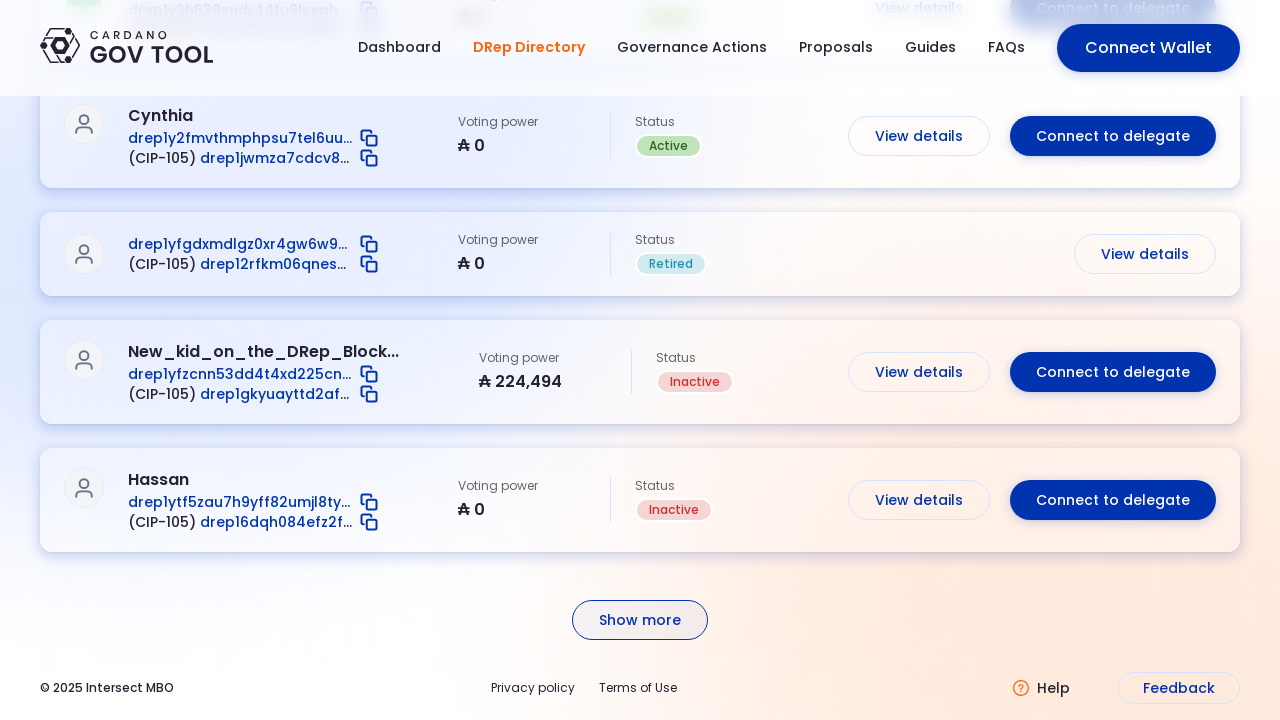 CARDANO
GOV TOOL
Dashboard
DRep Directory
Governance Actions
Proposals
Guides
FAQs
Connect Wallet
View details
Connect to delegate
Cynthia
drep1y2fmvthmphpsu7tel6uu...
(CIP-105) drep1jwmza7cdcv8...
Voting power
₳ 0
Status
Active
View details
Connect to delegate
drep1yfgdxmdlgz0xr4gw6w9...
(CIP-105) drep12rfkm06qnes...
Voting power
₳ 0
Status
Retired
View details
New_kid_on_the_DRep_Block...
drep1yfzcnn53dd4t4xd225cn...
(CIP-105) drep1gkyuayttd2af...
Voting power
₳ 224,494
Status
Inactive
View details
Connect to delegate
Hassan
drep1ytf5zau7h9yff82umjl8ty...
(CIP-105) drep16dqh084efz2f...
Voting power
₳ 0
Status
Inactive
View details
Connect to delegate
Show more
© 2025 Intersect MBO
Privacy policy
Terms of Use
Help
Feedback